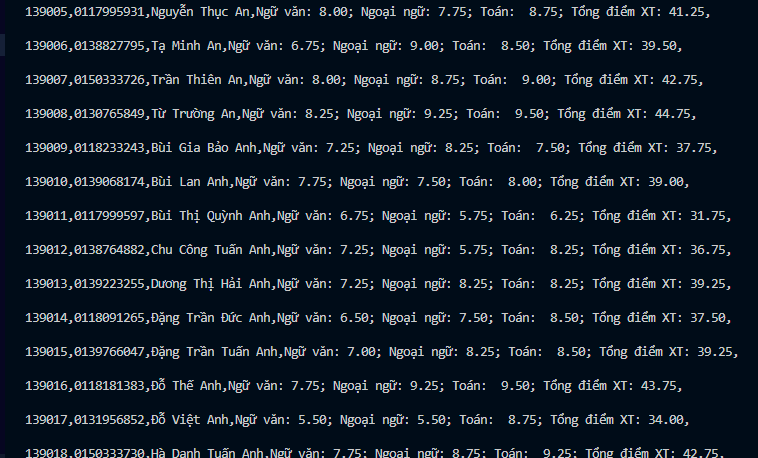 139005,0117995931,Nguyễn Thục An,Ngữ văn: 8.00; Ngoại ngữ: 7.75; Toán:  8.75; Tổng điểm XT: 41.25,
139006,0138827795,Tạ Minh An,Ngữ văn: 6.75; Ngoại ngữ: 9.00; Toán:  8.50; Tổng điểm XT: 39.50,
139007,0150333726,Trần Thiên An,Ngữ văn: 8.00; Ngoại ngữ: 8.75; Toán:  9.00; Tổng điểm XT: 42.75,
139008,0130765849,Từ Trường An,Ngữ văn: 8.25; Ngoại ngữ: 9.25; Toán:  9.50; Tổng điểm XT: 44.75,
139009,0118233243,Bùi Gia Bảo Anh,Ngữ văn: 7.25; Ngoại ngữ: 8.25; Toán:  7.50; Tổng điểm XT: 37.75,
139010,0139068174,Bùi Lan Anh,Ngữ văn: 7.75; Ngoại ngữ: 7.50; Toán:  8.00; Tổng điểm XT: 39.00,
139011,0117999597,Bùi Thị Quỳnh Anh,Ngữ văn: 6.75; Ngoại ngữ: 5.75; Toán:  6.25; Tổng điểm XT: 31.75,
139012,0138764882,Chu Công Tuấn Anh,Ngữ văn: 7.25; Ngoại ngữ: 5.75; Toán:  8.25; Tổng điểm XT: 36.75,
139013,0139223255,Dương Thị Hải Anh,Ngữ văn: 7.25; Ngoại ngữ: 8.25; Toán:  8.25; Tổng điểm XT: 39.25,
139014,0118091265,Đặng Trần Đức Anh,Ngữ văn: 6.50; Ngoại ngữ: 7.50; Toán:  8.50; Tổng điểm XT: 37.50,
139015,0139766047,Đặng Trần Tuấn Anh,Ngữ văn: 7.00; Ngoại ngữ: 8.25; Toán:  8.50; Tổng điểm XT: 39.25,
139016,0118181383,Đỗ Thế Anh,Ngữ văn: 7.75; Ngoại ngữ: 9.25; Toán:  9.50; Tổng điểm XT: 43.75,
139017,0131956852,Đỗ Việt Anh,Ngữ văn: 5.50; Ngoại ngữ: 5.50; Toán:  8.75; Tổng điểm XT: 34.00,
139018,0150333730,Hà Danh Tuấn Anh,Ngữ văn: 7.75; Ngoại ngữ: 8.75; Toán:  9.25; Tổng điểm XT: 42.75,